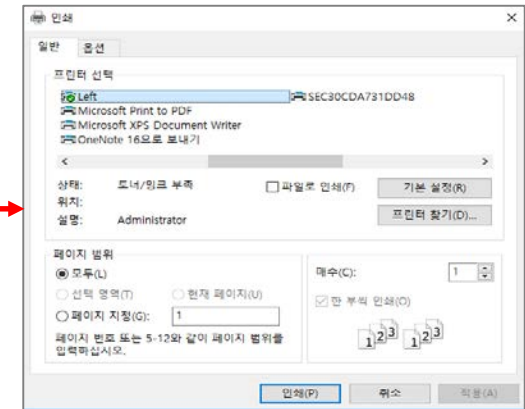 인쇄
일반 옵션
프린터 선택
Left SEC30CDA731DD48
Microsoft Print to PDF
Microsoft XPS Document Writer
OneNote 16으로 보내기
상태: 토너/잉크 부족 파일로 인쇄(F) 기본 설정(R)
위치:
설명: Administrator 프린터 찾기(D)...
페이지 범위
모두(L) 매수(C): 1
선택 영역(T) 현재 페이지(U) 한 부씩 인쇄(O)
페이지 지정(G): 1
페이지 번호 또는 5-12와 같이 페이지 범위를
입력하십시오.
1 2 3 1 2 3
인쇄(P) 취소 적용(A)